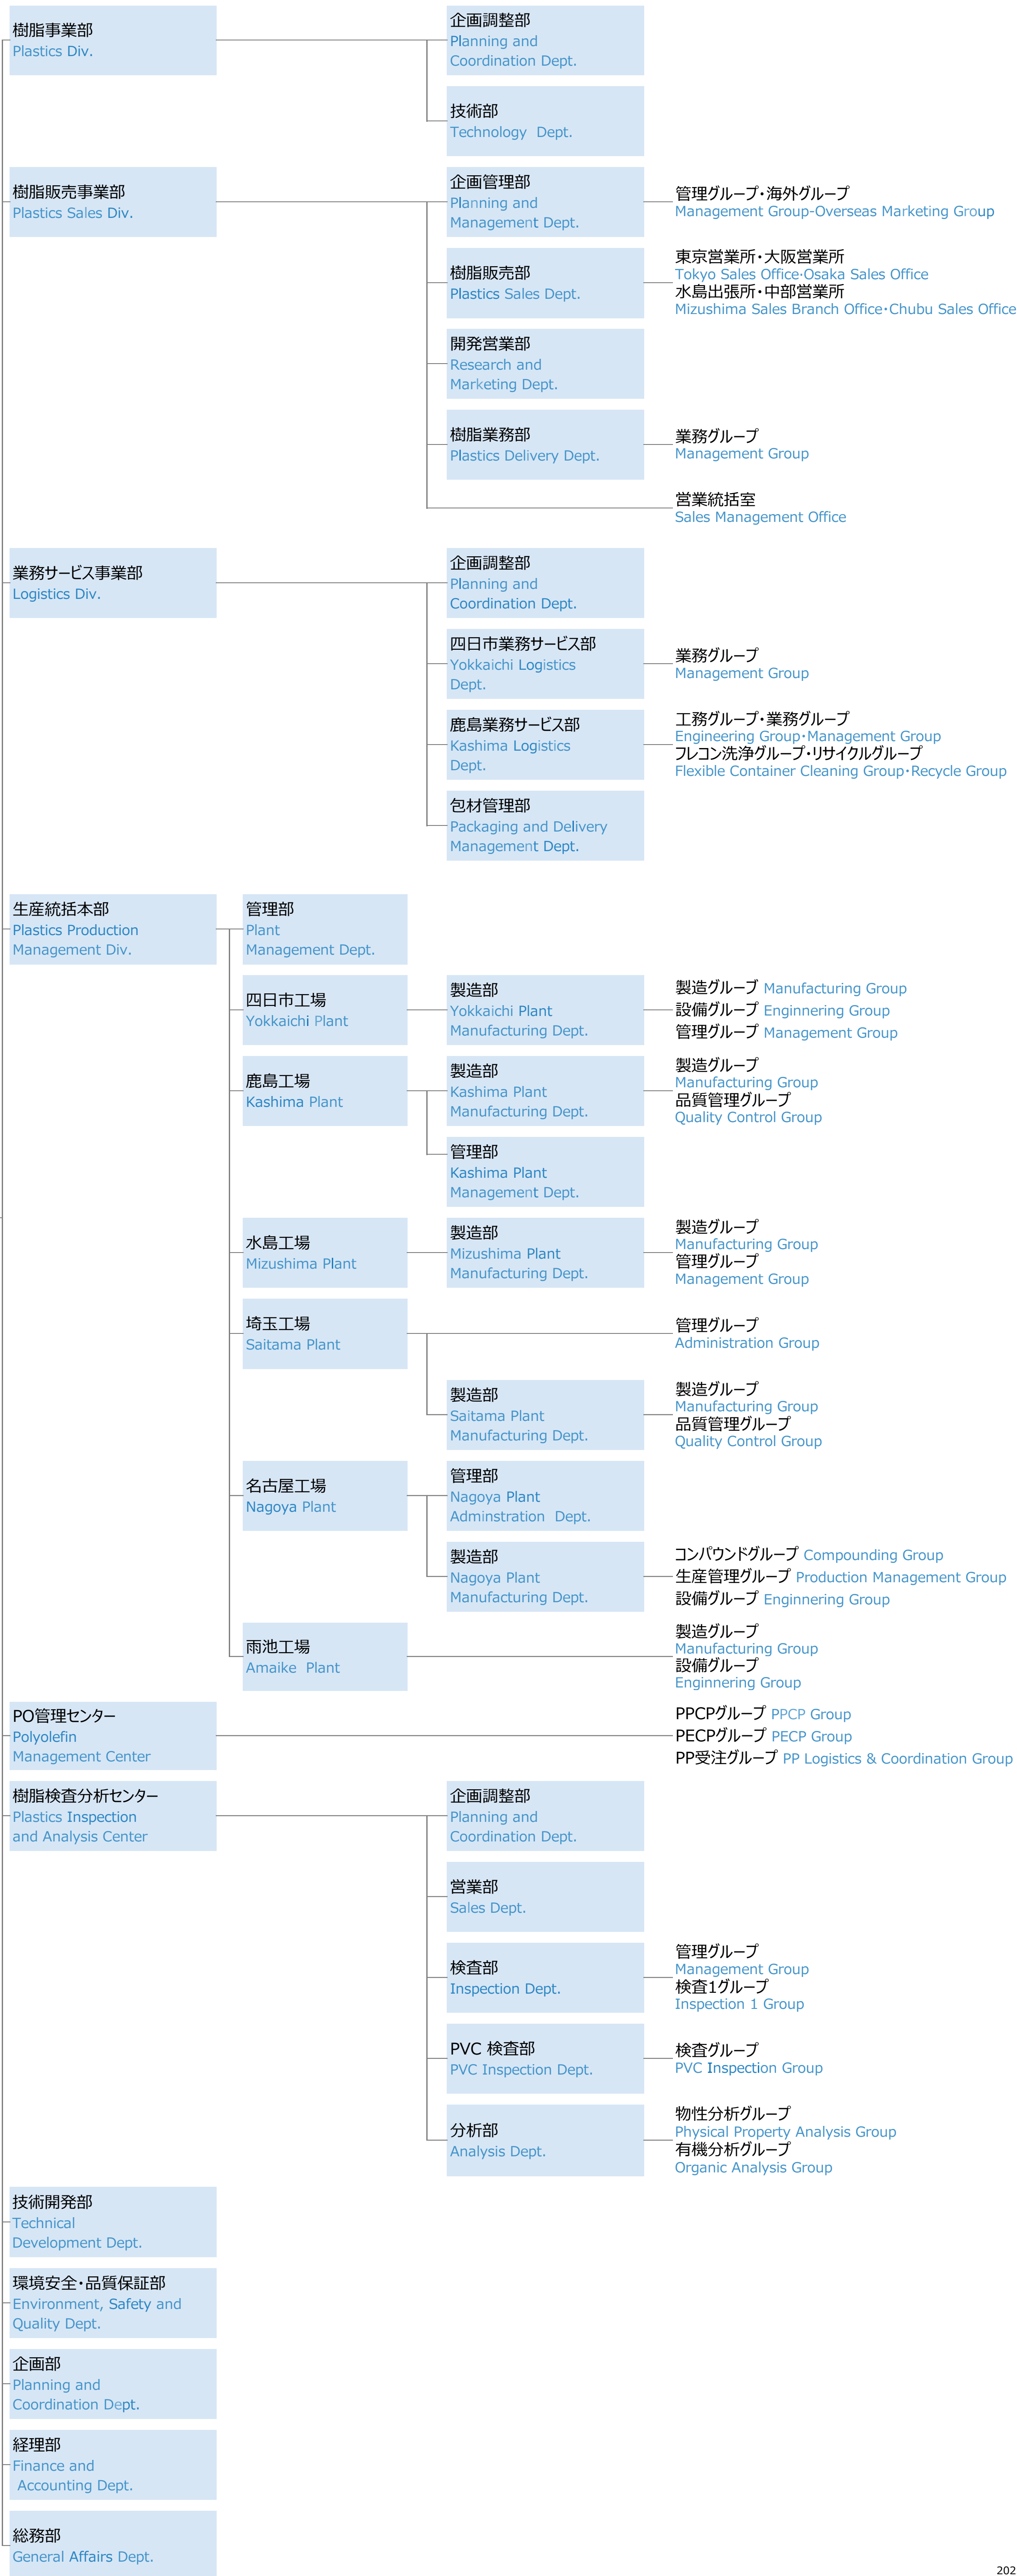 樹脂事業部
Plastics Div.
企画調整部
Planning and
Coordination Dept.
技術部
Technology Dept.
樹脂販売事業部
Plastics Sales Div.
企画管理部
Planning and
Management Dept.
管理グループ・海外グループ
Management Group-Overseas Marketing Group
樹脂販売部
Plastics Sales Dept.
東京営業所・大阪営業所
Tokyo Sales Office・Osaka Sales Office
水島出張所・中部営業所
Mizushima Sales Branch Office・Chubu Sales Office
開発営業部
Research and
Marketing Dept.
樹脂業務部
Plastics Delivery Dept.
業務グループ
Management Group
営業統括室
Sales Management Office
業務サービス事業部
Logistics Div.
企画調整部
Planning and
Coordination Dept.
四日市業務サービス部
Yokkaichi Logistics
Dept.
業務グループ
Management Group
鹿島業務サービス部
Kashima Logistics
Dept.
工務グループ・業務グループ
Engineering Group・Management Group
フレコン洗浄グループ・リサイクルグループ
Flexible Container Cleaning Group・Recycle Group
包材管理部
Packaging and Delivery
Management Dept.
生産統括本部
Plastics Production
Management Div.
管理部
Plant
Management Dept.
四日市工場
Yokkaichi Plant
製造部
Yokkaichi Plant
Manufacturing Dept.
製造グループ Manufacturing Group
設備グループ Enginnering Group
管理グループ Management Group
鹿島工場
Kashima Plant
製造部
Kashima Plant
Manufacturing Dept.
製造グループ
Manufacturing Group
品質管理グループ
Quality Control Group
管理部
Kashima Plant
Management Dept.
水島工場
Mizushima Plant
製造部
Mizushima Plant
Manufacturing Dept.
製造グループ
Manufacturing Group
管理グループ
Management Group
埼玉工場
Saitama Plant
管理グループ
Administration Group
製造部
Saitama Plant
Manufacturing Dept.
製造グループ
Manufacturing Group
品質管理グループ
Quality Control Group
名古屋工場
Nagoya Plant
管理部
Nagoya Plant
Adminstration Dept.
製造部
Nagoya Plant
Manufacturing Dept.
コンパウンドグループ Compounding Group
生産管理グループ Production Management Group
設備グループ Enginnering Group
雨池工場
Amaike Plant
製造グループ
Manufacturing Group
設備グループ
Enginnering Group
PO管理センター
Polyolefin
Management Center
PPCPグループ PPCP Group
PECPグループ PECP Group
PP受注グループ PP Logistics & Coordination Group
樹脂検査分析センター
Plastics Inspection
and Analysis Center
企画調整部
Planning and
Coordination Dept.
営業部
Sales Dept.
検査部
Inspection Dept.
管理グループ
Management Group
検査1グループ
Inspection 1 Group
PVC 検査部
PVC Inspection Dept.
検査グループ
PVC Inspection Group
分析部
Analysis Dept.
物性分析グループ
Physical Property Analysis Group
有機分析グループ
Organic Analysis Group
技術開発部
Technical
Development Dept.
環境安全・品質保証部
Environment, Safety and
Quality Dept.
企画部
Planning and
Coordination Dept.
経理部
Finance and
Accounting Dept.
総務部
General Affairs Dept.
202